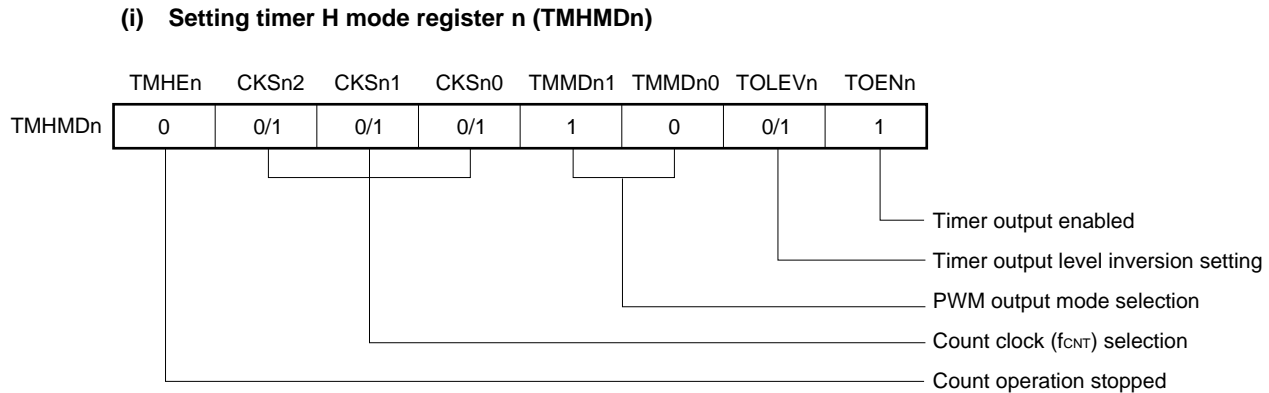 (i) Setting timer H mode register n (TMHMDn)
TMHEn CKSn2 CKSn1 CKSn0 TMMDn1 TMMDn0 TOLEVn TOENn
TMHMDn 0 0/1 0/1 0/1 1 0 0/1 1
Timer output enabled
Timer output level inversion setting
PWM output mode selection
Count clock (fCNT) selection
Count operation stopped